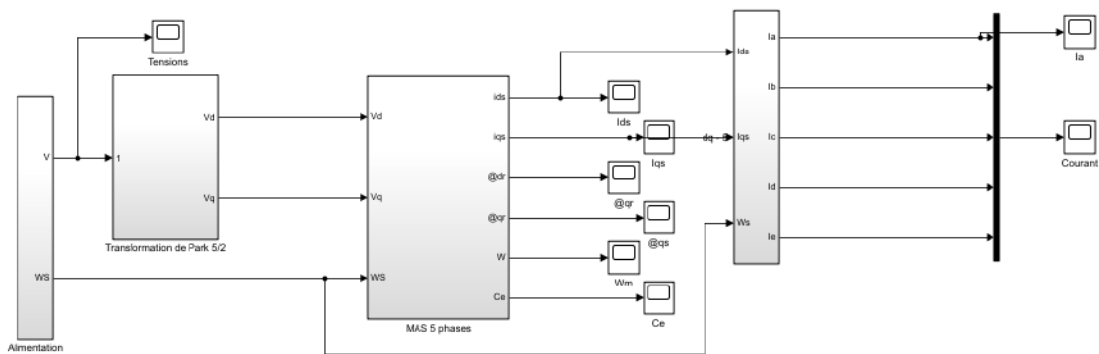 Tensions
V
WS
Almentation
1
Vd
Vq
Transformation de Park 5/2
Vd
Vq
WS
ids
iqs
@dr
@qr
W
Ce
MAS 5 phases
Ids
Iqs
@qr
@qs
Wm
Ce
Ids
Iqs
Ws
Ia
Ib
Ic
Id
Ie
Ia
Courant